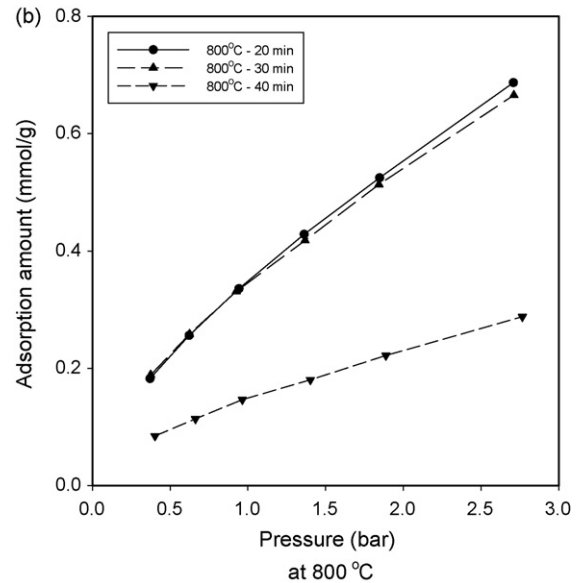 (b)
0.8
800°C - 20 min
800°C - 30 min
800°C - 40 min
0.6
0.4
0.2
0.0
Adsorption amount (mmol/g)
0.0 0.5 1.0 1.5 2.0 2.5 3.0
Pressure (bar)
at 800 °C